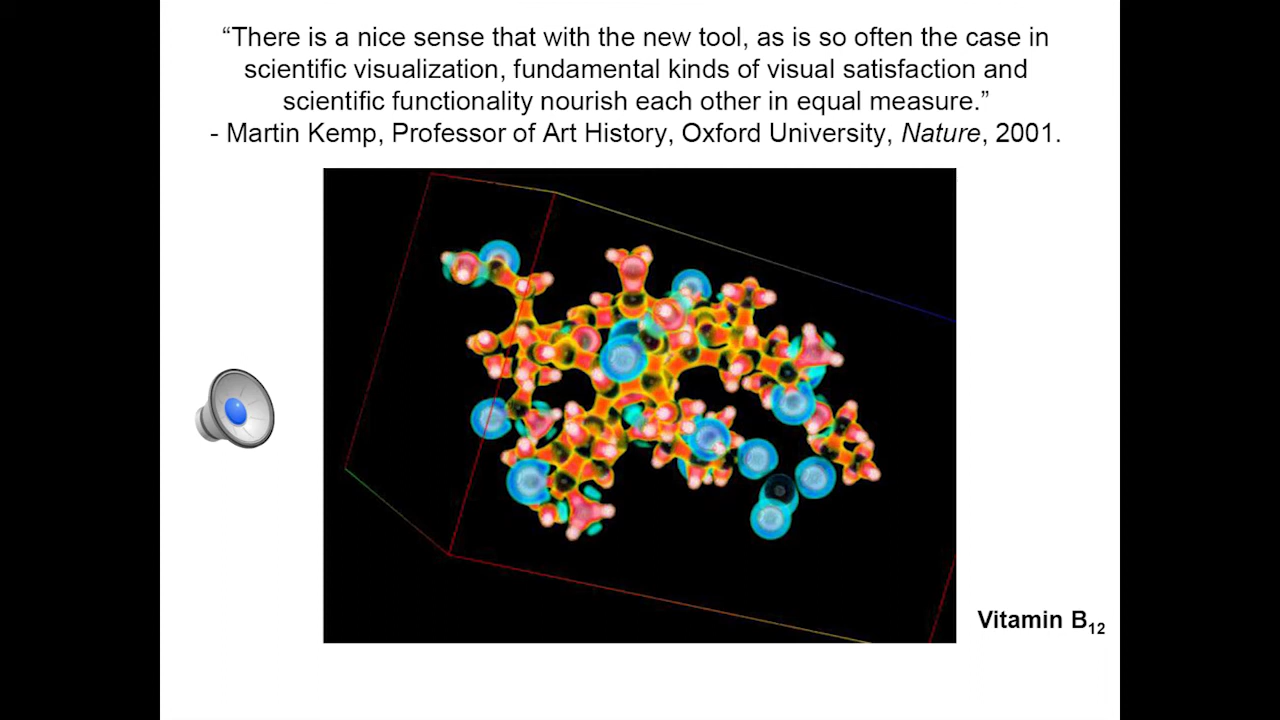 “There is a nice sense that with the new tool, as is so often the case in
scientific visualization, fundamental kinds of visual satisfaction and
scientific functionality nourish each other in equal measure.”
- Martin Kemp, Professor of Art History, Oxford University, Nature, 2001.
Vitamin B₁₂